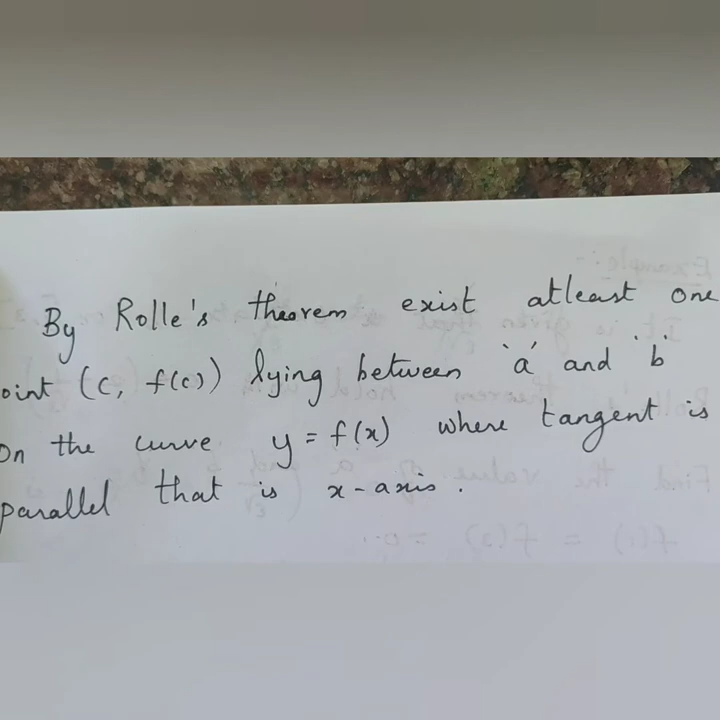 By Rolle's theorem exist atleast one
oint (c, f(c)) lying between 'a' and 'b'
On the curve y = f(x) where tangent is
parallel that is x-axis.